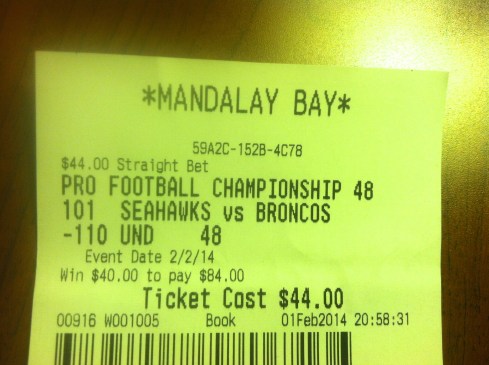 *MANDALAY BAY*
59A2C-152B-4C78
$44.00 Straight Bet
PRO FOOTBALL CHAMPIONSHIP 48
101 SEAHAWKS vs BRONCOS
-110 UND 48
Event Date 2/2/14
Win $40.00 to pay $84.00
Ticket Cost $44.00
00916 W001005 Book 01Feb2014 20:58:31